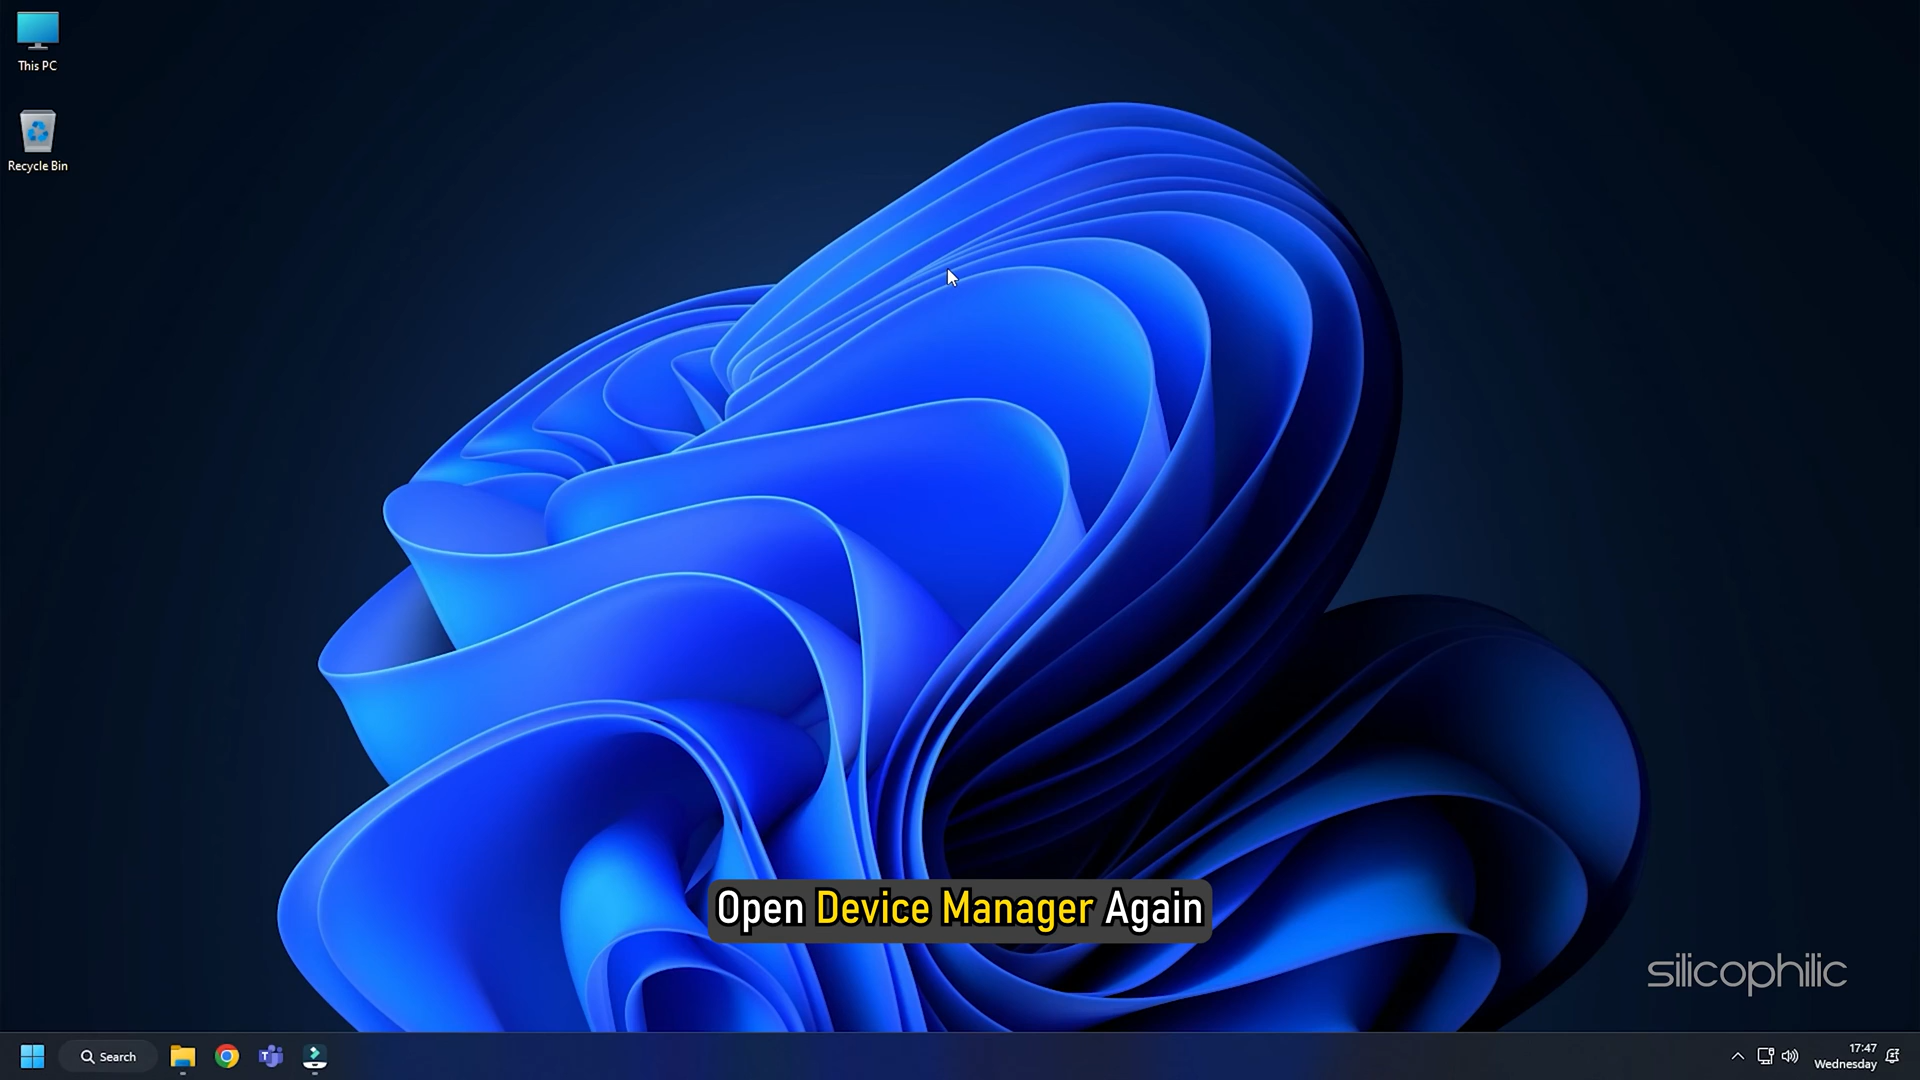 This PC
Recycle Bin
Open Device Manager Again
silicophilic
Search
17:47
Wednesday